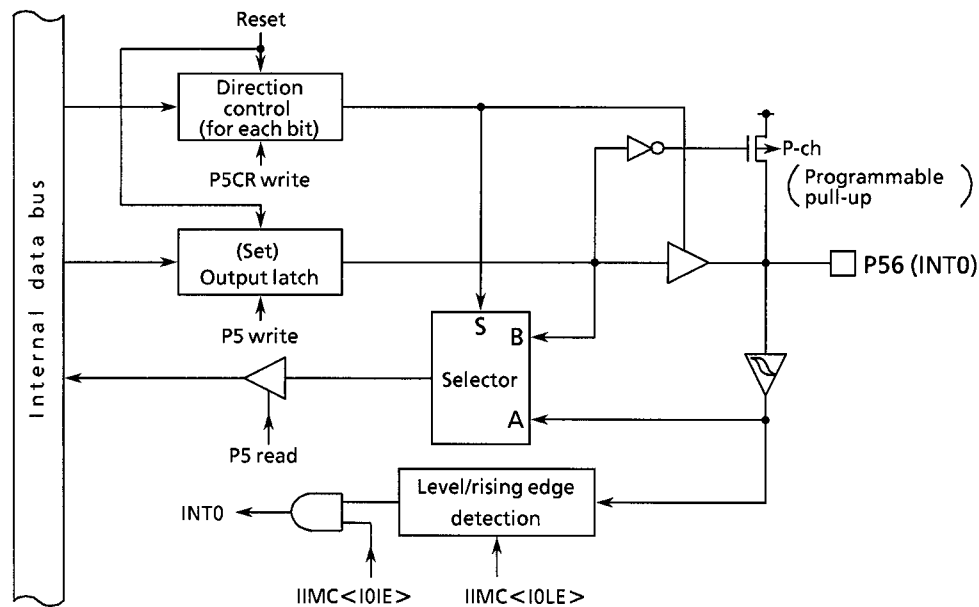 Reset
Direction
control
(for each bit)
P5CR write
P-ch
(Programmable
pull-up)
(Set)
Output latch
P5 write
P56 (INT0)
S
B
Selector
A
P5 read
Level/rising edge
detection
INT0
IIMC<I0IE>
IIMC<I0LE>
Internal data bus